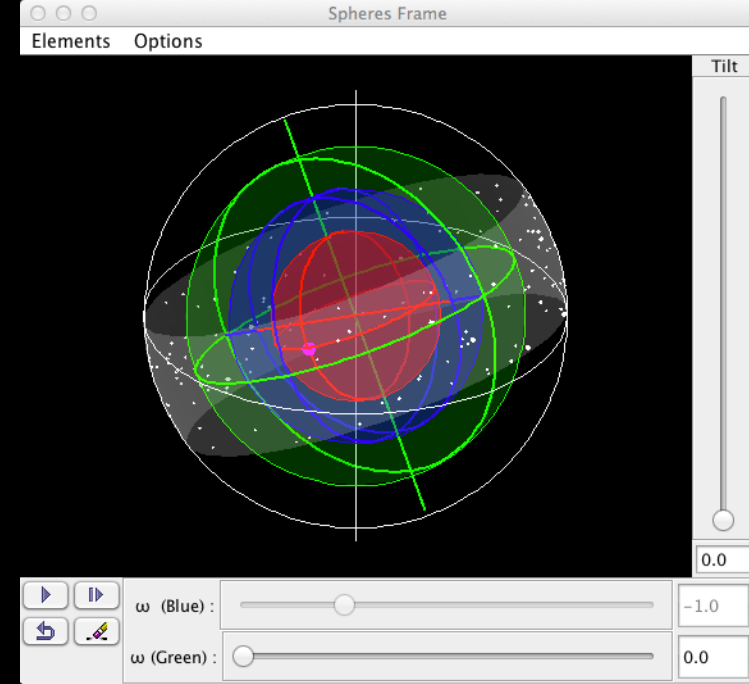 Spheres Frame
Elements Options
Tilt
0.0
ω (Blue) : -1.0
ω (Green) : 0.0